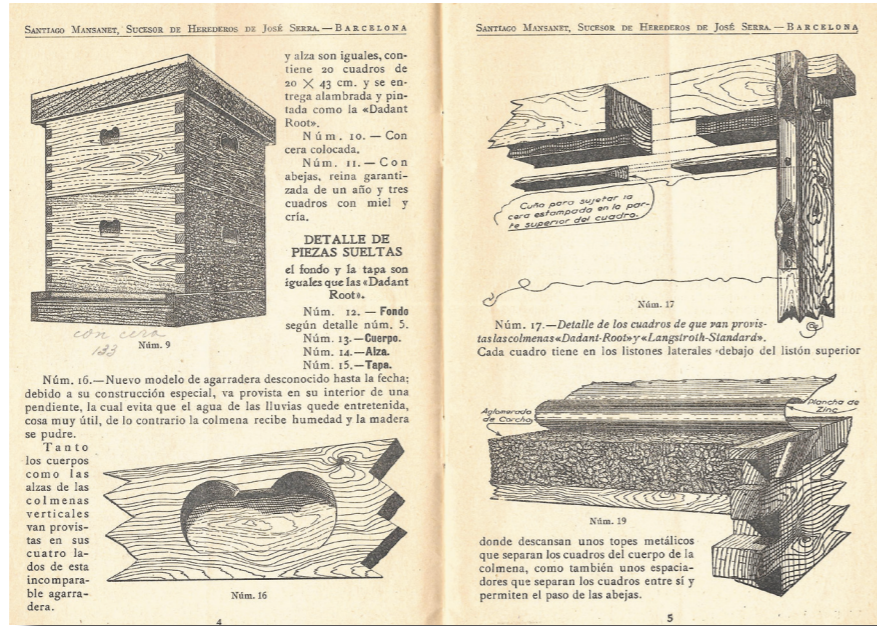 Santiago Mansanet, Sucesor de Herederos de José Serra. — Barcelona
y alza son iguales, con-
tiene 20 cuadros de
20 × 43 cm. y se en-
trega alambrada y pin-
tada como la «Dadant
Root».
Núm. 10. — Con
cera colocada.
Núm. 11. — Con
abejas, reina garanti-
zada de un año y tres
cuadros con miel y
cría.
DETALLE DE
PIEZAS SUELTAS
el fondo y la tapa son
iguales que las «Dadant
Root».
Núm. 12. — Fondo
según detalle núm. 5.
Núm. 13.—Cuerpo.
Núm. 14.—Alza.
Núm. 15.—Tapa.
con cera
133
Núm. 9
Núm. 16.—Nuevo modelo de agarradera desconocido hasta la fecha;
debido a su construcción especial, va provista en su interior de una
pendiente, la cual evita que el agua de las lluvias quede entretenida,
cosa muy útil, de lo contrario la colmena recibe humedad y la madera
se pudre.
Tanto
los cuerpos
como las
alzas de las
colmenas
verticales
van provis-
tas en sus
cuatro la-
dos de esta
incompara-
ble agarra-
dera.
Núm. 16
4
Santiago Mansanet, Sucesor de Herederos de José Serra. — Barcelona
Cuña para sujetar la
cera estampada en la par-
te superior del cuadro.
Núm. 17
Núm. 17.—Detalle de los cuadros de que van provis-
tas las colmenas «Dadant-Root» y «Langstroth-Standard».
Cada cuadro tiene en los listones laterales debajo del listón superior
Aglomerado
de Corcho
Plancha de
Zinc
Núm. 19
donde descansan unos topes metálicos
que separan los cuadros del cuerpo de la
colmena, como también unos espacia-
dores que separan los cuadros entre sí y
permiten el paso de las abejas.
5